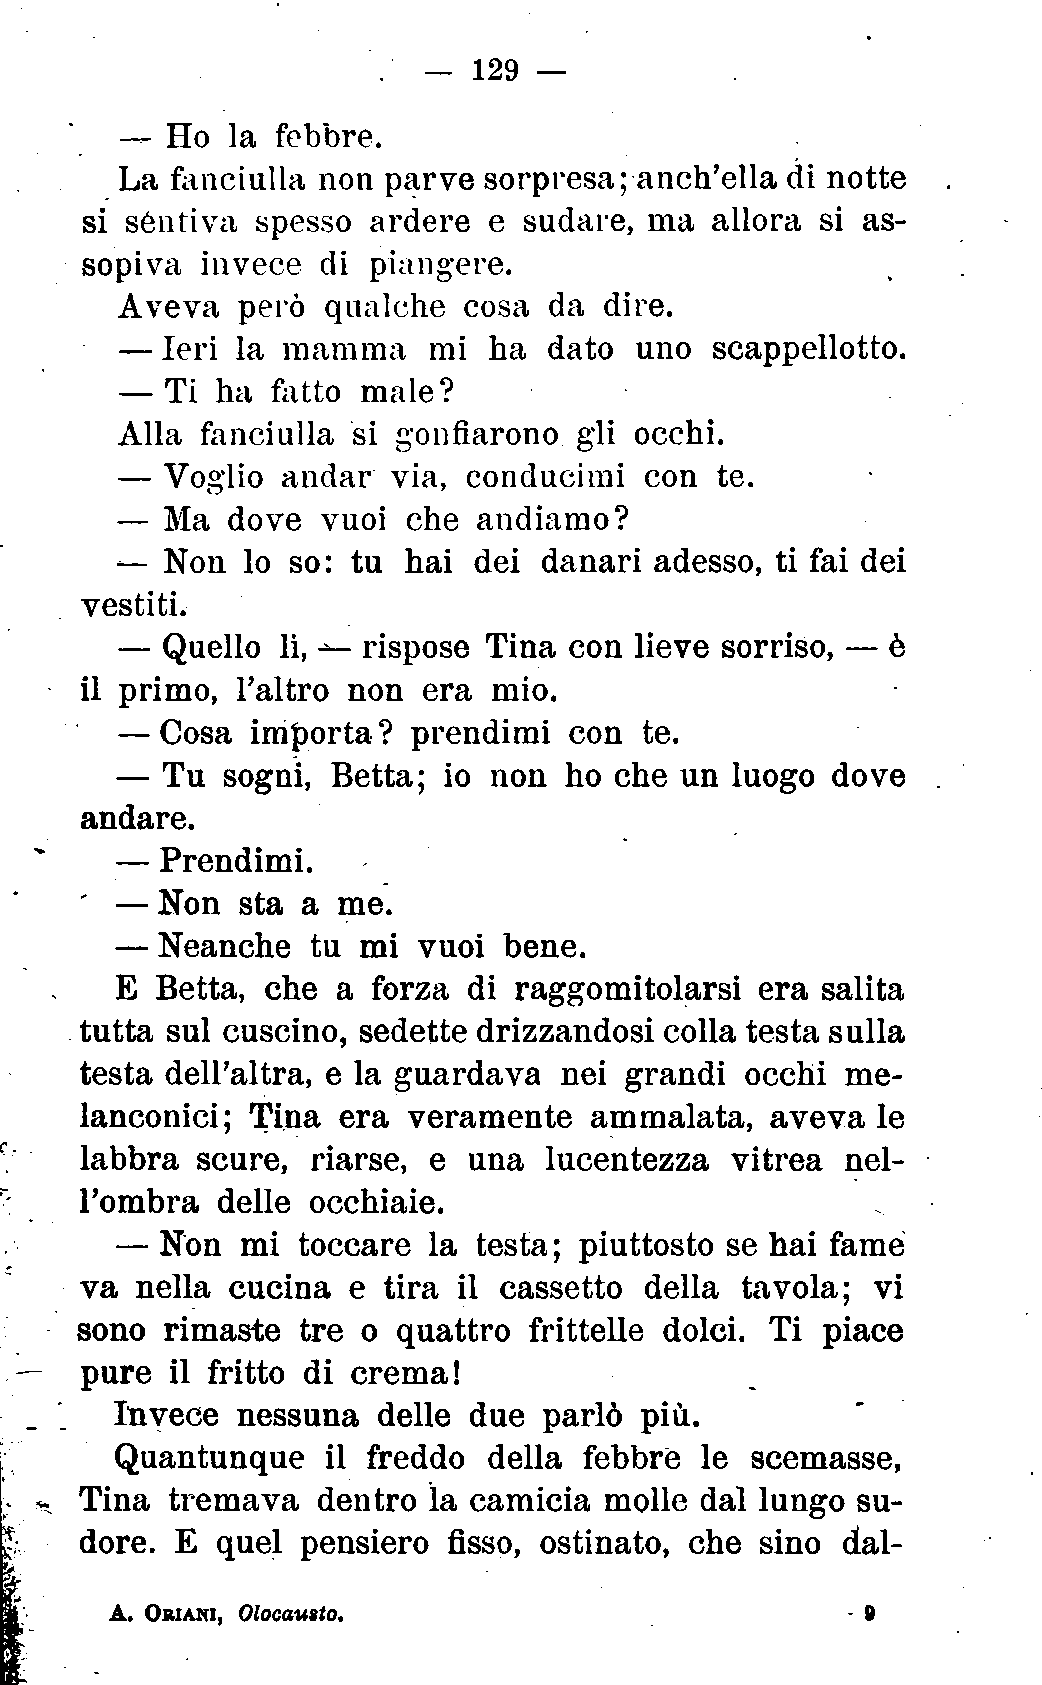 — 129 —
— Ho la febbre.
La fanciulla non parve sorpresa; anch'ella di notte
si sentiva spesso ardere e sudare, ma allora si as-
sopiva invece di piangere.
Aveva però qualche cosa da dire.
— Ieri la mamma mi ha dato uno scappellotto.
— Ti ha fatto male?
Alla fanciulla si gonfiarono gli occhi.
— Voglio andar via, conducimi con te.
— Ma dove vuoi che andiamo?
— Non lo so: tu hai dei danari adesso, ti fai dei
vestiti.
— Quello lì, — rispose Tina con lieve sorriso, — è
il primo, l'altro non era mio.
— Cosa importa? prendimi con te.
— Tu sogni, Betta; io non ho che un luogo dove
andare.
— Prendimi.
— Non sta a me.
— Neanche tu mi vuoi bene.
E Betta, che a forza di raggomitolarsi era salita
tutta sul cuscino, sedette drizzandosi colla testa sulla
testa dell'altra, e la guardava nei grandi occhi me-
lanconici; Tina era veramente ammalata, aveva le
labbra scure, riarse, e una lucentezza vitrea nel-
l'ombra delle occhiaie.
— Non mi toccare la testa; piuttosto se hai fame
va nella cucina e tira il cassetto della tavola; vi
sono rimaste tre o quattro frittelle dolci. Ti piace
pure il fritto di crema!
Invece nessuna delle due parlò più.
Quantunque il freddo della febbre le scemasse,
Tina tremava dentro la camicia molle dal lungo su-
dore. E quel pensiero fisso, ostinato, che sino dal-
A. ORIANI, Olocausto. 9